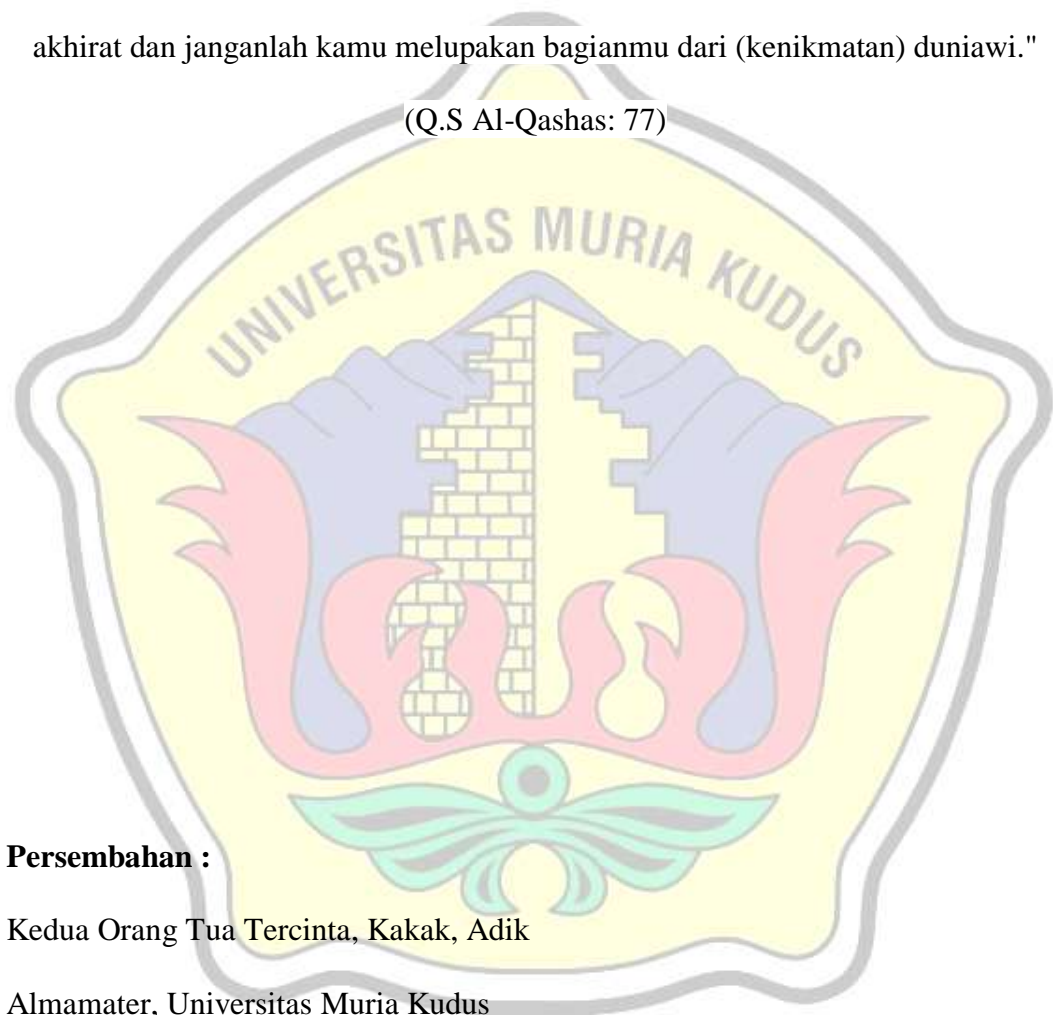 akhirat dan janganlah kamu melupakan bagianmu dari (kenikmatan) duniawi."
(Q.S Al-Qashas: 77)
UNIVERSITAS MURIA KUDUS
Persembahan :
Kedua Orang Tua Tercinta, Kakak, Adik
Almamater, Universitas Muria Kudus